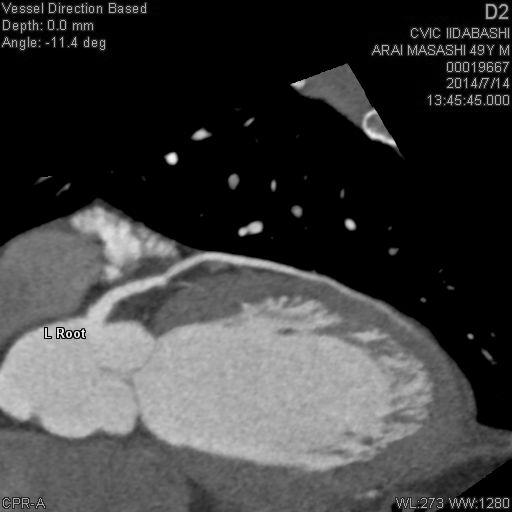 Vessel Direction Based
Depth: 0.0 mm
Angle: -11.4 deg
D2
CVIC IIDABASHI
ARAI MASASHI 49Y M
00019667
2014/7/14
13:45:45.000
L Root
CPR-A
WL:273 WW:1280